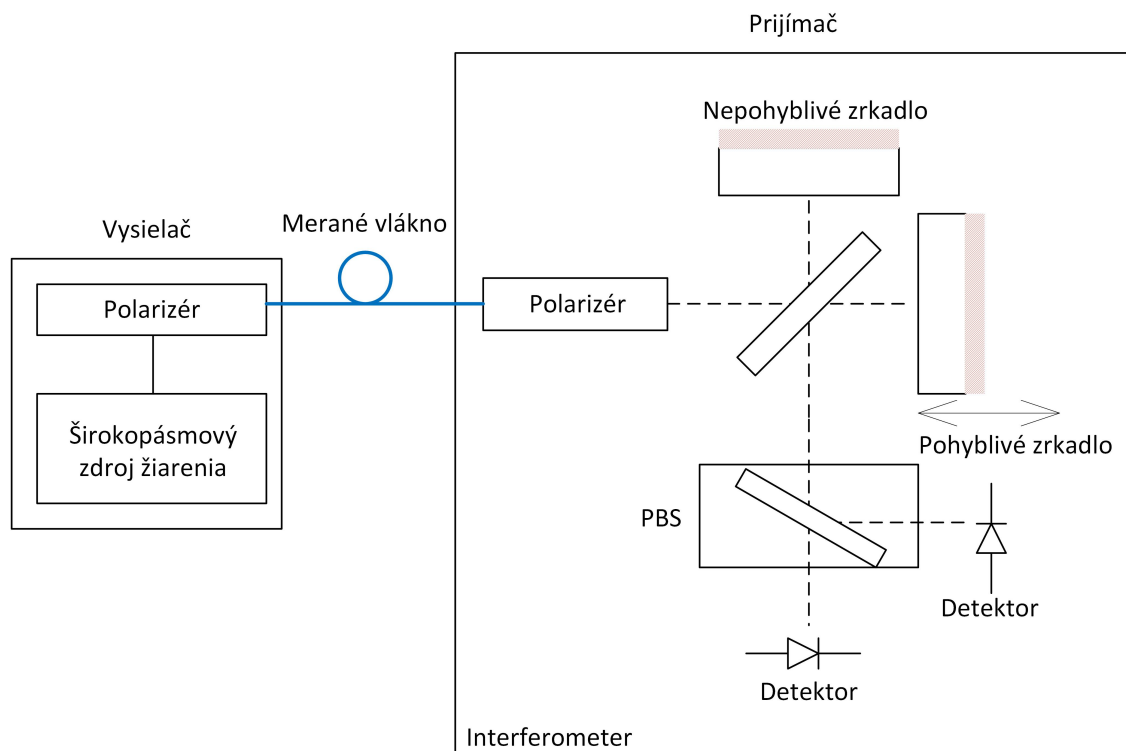 Prijímač
Nepohyblivé zrkadlo
Vysielač
Merané vlákno
Polarizér
Polarizér
Širokopásmový
zdroj žiarenia
Pohyblivé zrkadlo
PBS
Detektor
Detektor
Interferometer